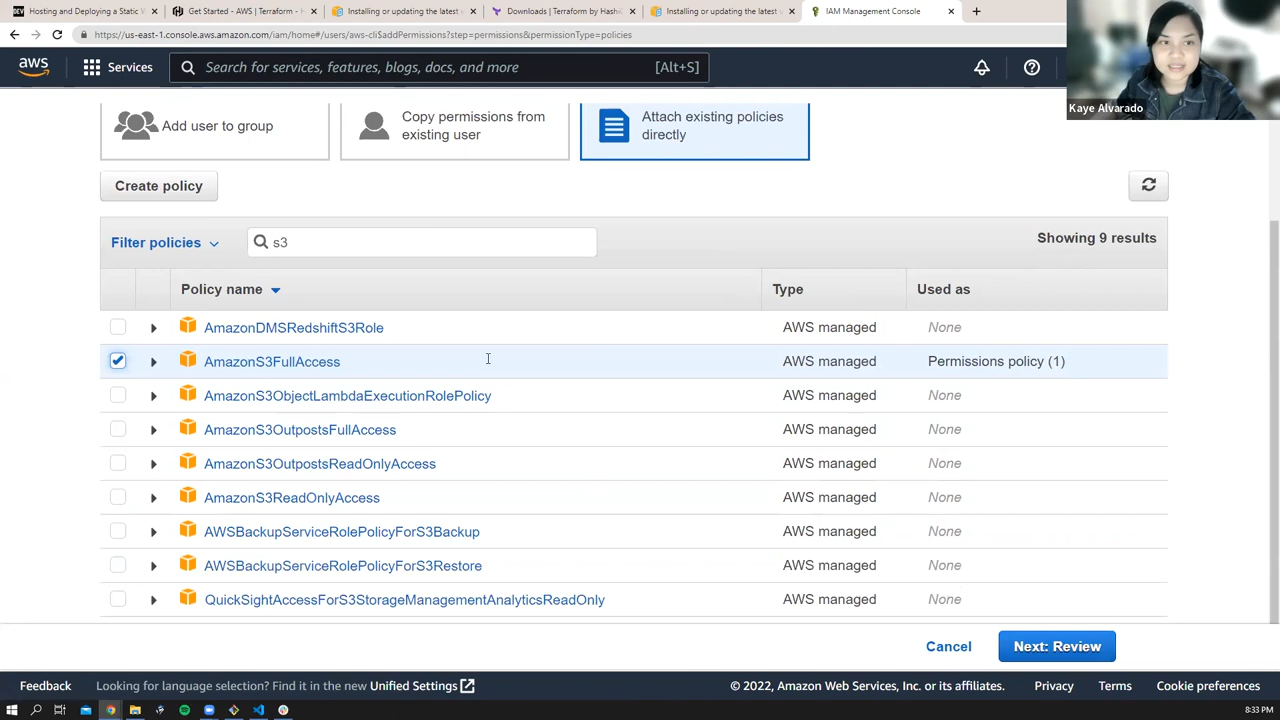 Hosting and Deploying a Static W
Get Started - AWS | Terraform - H
Installing or updating the latest v
Downloads | Terraform by HashiC
Installing or updating the latest v
IAM Management Console
https://us-east-1.console.aws.amazon.com/iam/home#/users/aws-cli$addPermissions?step=permissions&permissionType=policies
aws
Services
Search for services, features, blogs, docs, and more
[Alt+S]
Kaye Alvarado
Add user to group
Copy permissions from
existing user
Attach existing policies
directly
Create policy
Filter policies
s3
Showing 9 results
Policy name
Type
Used as
AmazonDMSRedshiftS3Role
AWS managed
None
AmazonS3FullAccess
AWS managed
Permissions policy (1)
AmazonS3ObjectLambdaExecutionRolePolicy
AWS managed
None
AmazonS3OutpostsFullAccess
AWS managed
None
AmazonS3OutpostsReadOnlyAccess
AWS managed
None
AmazonS3ReadOnlyAccess
AWS managed
None
AWSBackupServiceRolePolicyForS3Backup
AWS managed
None
AWSBackupServiceRolePolicyForS3Restore
AWS managed
None
QuickSightAccessForS3StorageManagementAnalyticsReadOnly
AWS managed
None
Cancel
Next: Review
Feedback
Looking for language selection? Find it in the new Unified Settings
© 2022, Amazon Web Services, Inc. or its affiliates.
Privacy
Terms
Cookie preferences
8:33 PM